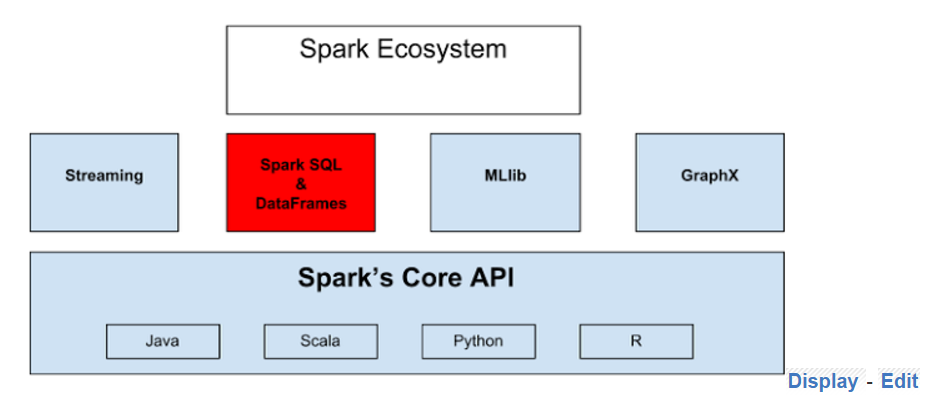 Spark Ecosystem
Streaming
Spark SQL
&
DataFrames
MLlib
GraphX
Spark’s Core API
Java
Scala
Python
R
Display - Edit